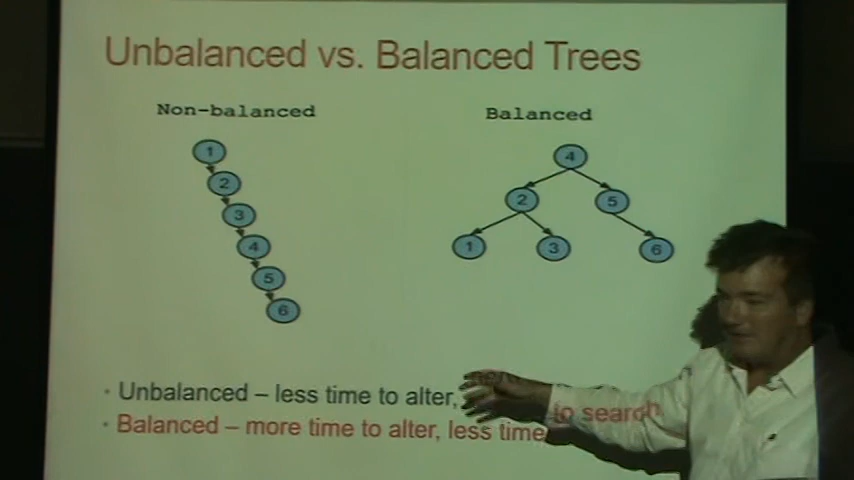 Unbalanced vs. Balanced Trees
Non-balanced
Balanced
1
2
3
4
5
6
4
2
5
1
3
6
Unbalanced – less time to alter,
Balanced – more time to alter, less time to search